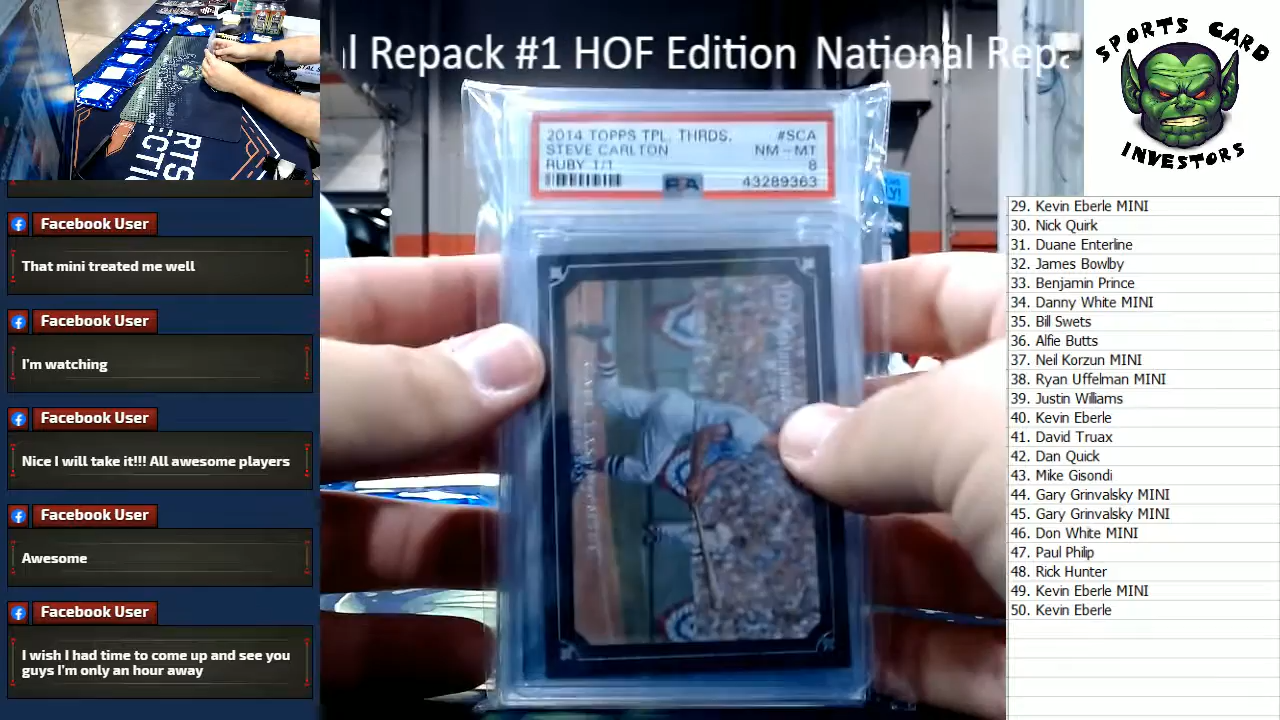 l Repack #1 HOF Edition National Repa
SPORTS CARD
INVESTORS
2014 TOPPS TPL. THRDS. #SCA
STEVE CARLTON NM - MT
RUBY 1/1 8
PSA 43289363
Facebook User
That mini treated me well
Facebook User
I'm watching
Facebook User
Nice I will take it!!! All awesome players
Facebook User
Awesome
Facebook User
I wish I had time to come up and see you
guys I'm only an hour away
29. Kevin Eberle MINI
30. Nick Quirk
31. Duane Enterline
32. James Bowlby
33. Benjamin Prince
34. Danny White MINI
35. Bill Swets
36. Alfie Butts
37. Neil Korzun MINI
38. Ryan Uffelman MINI
39. Justin Williams
40. Kevin Eberle
41. David Truax
42. Dan Quick
43. Mike Gisondi
44. Gary Grinvalsky MINI
45. Gary Grinvalsky MINI
46. Don White MINI
47. Paul Philip
48. Rick Hunter
49. Kevin Eberle MINI
50. Kevin Eberle